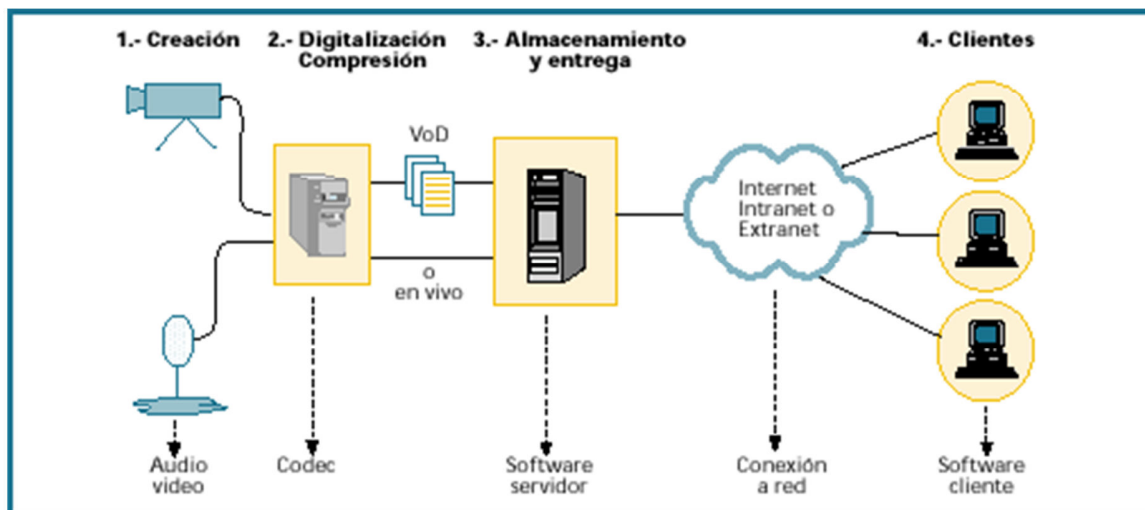 1.- Creación
2.- Digitalización
Compresión
3.- Almacenamiento
y entrega
4.- Clientes
VoD
o
en vivo
Internet
Intranet o
Extranet
Audio
video
Codec
Software
servidor
Conexión
a red
Software
cliente